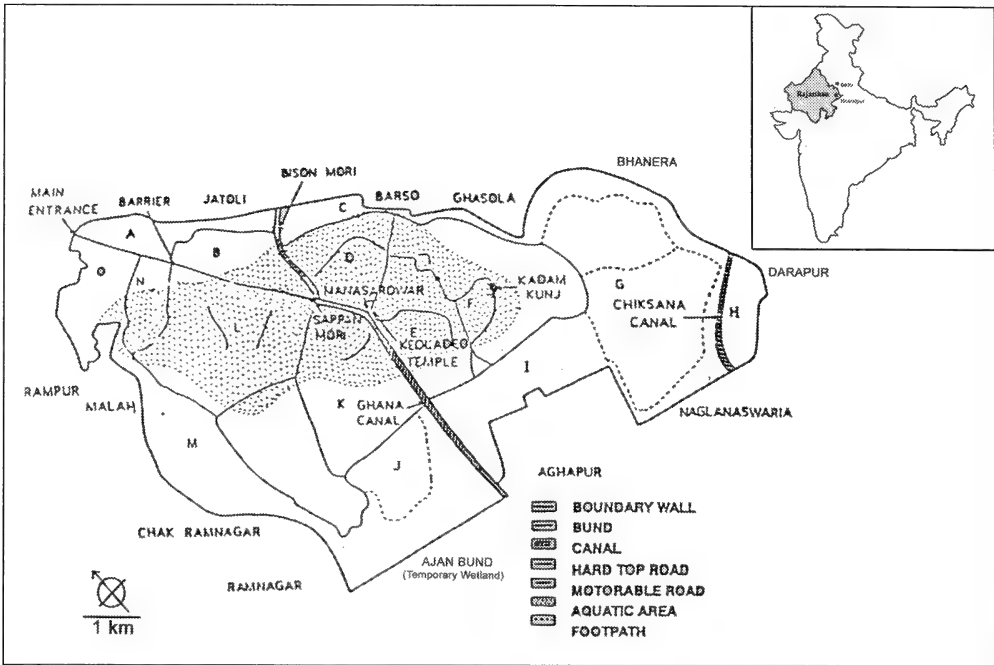 Rajasthan
Bharatpur
BHANERA
BISON MORI
MAIN
ENTRANCE
BARRIER
JATOLI
BARSO
GHASOLA
A
B
C
DARAPUR
O
N
D
G
KADAM
KUNJ
MANASAROWAR
F
CHIKSANA
CANAL
H
L
SAPPAN
MORI
E
KEOLADEO
TEMPLE
I
RAMPUR
MALAH
K
GHANA
CANAL
NAGLANASWARIA
M
J
AGHAPUR
CHAK RAMNAGAR
AJAN BUND
(Temporary Wetland)
RAMNAGAR
BOUNDARY WALL
BUND
CANAL
HARD TOP ROAD
MOTORABLE ROAD
AQUATIC AREA
FOOTPATH
1 km